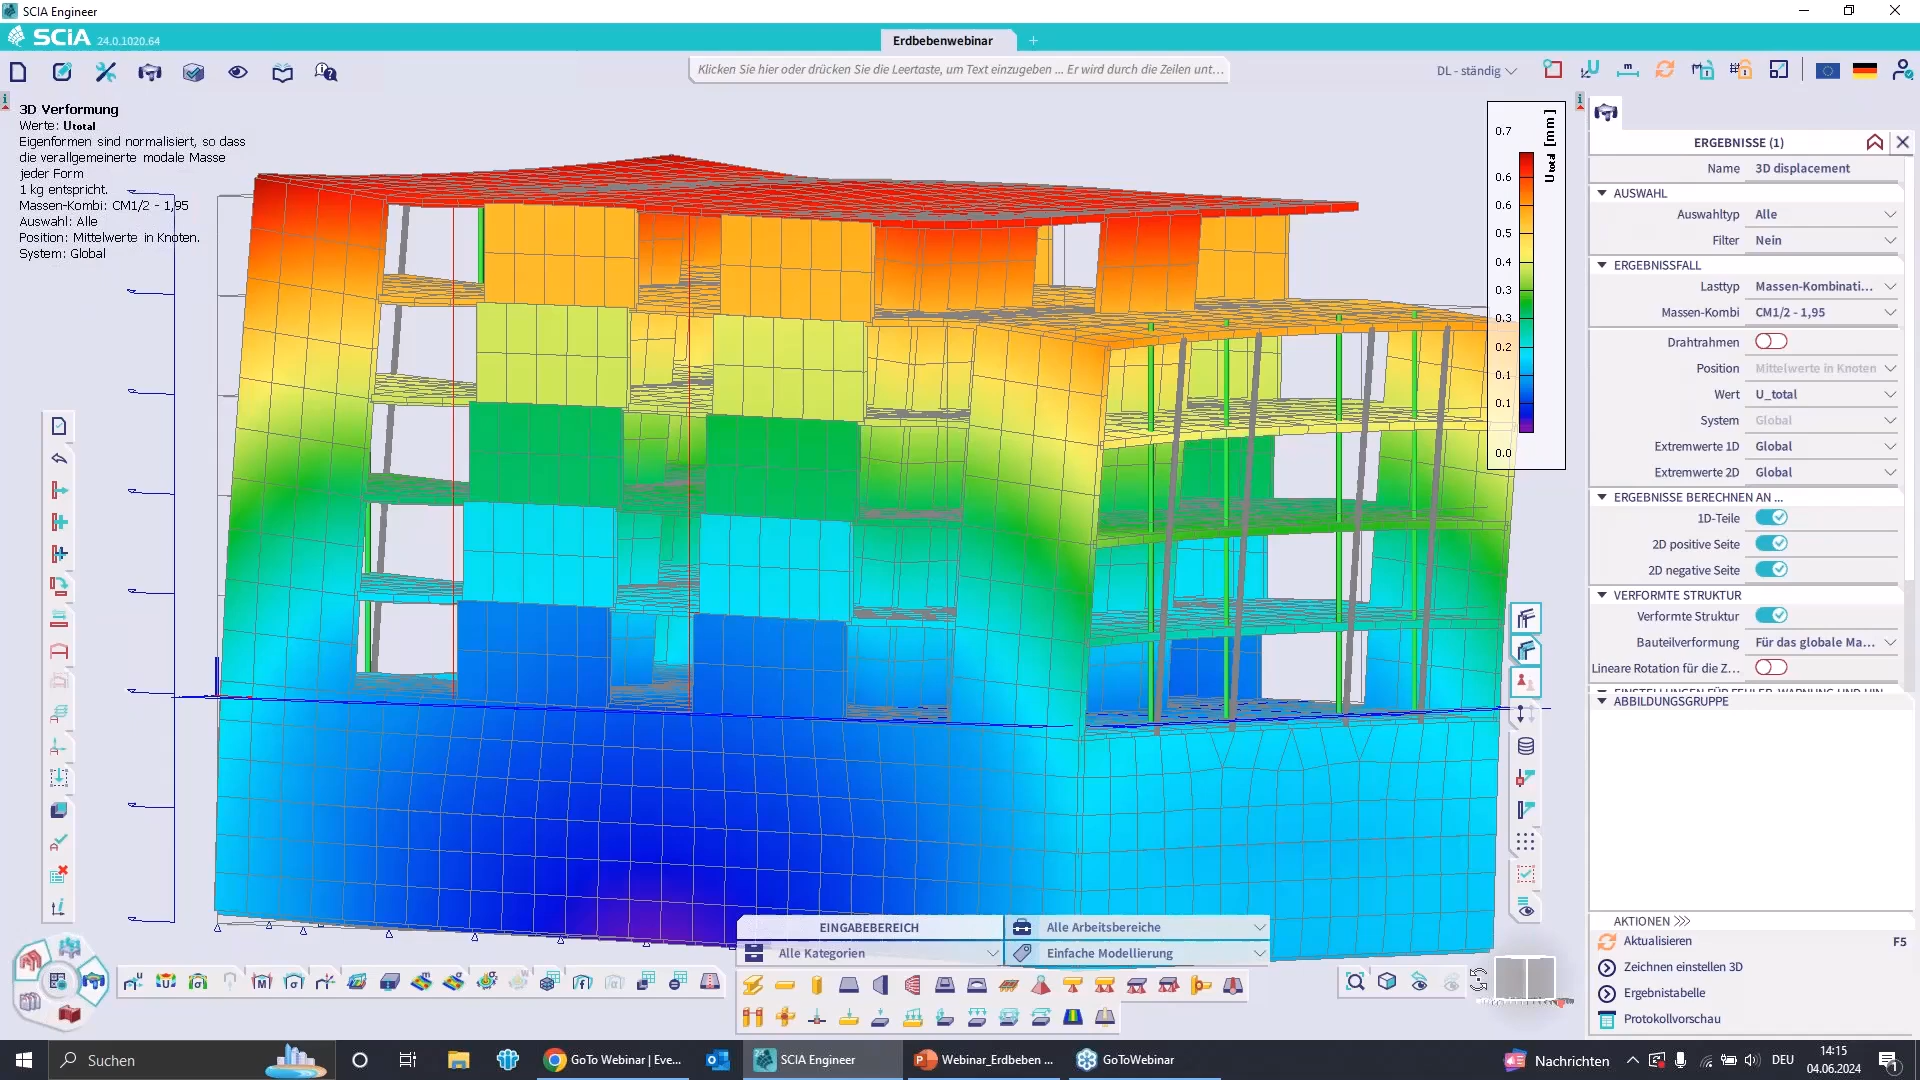 SCIA Engineer
SCIA 24.0.1020.64
Erdbebenwebinar
Klicken Sie hier oder drücken Sie die Leertaste, um Text einzugeben ... Er wird durch die Zeilen unt...
DL - ständig
3D Verformung
Werte: Utotal
Eigenformen sind normalisiert, so dass
die verallgemeinerte modale Masse
jeder Form
1 kg entspricht.
Massen-Kombi: CM1/2 - 1,95
Auswahl: Alle
Position: Mittelwerte in Knoten.
System: Global
Utotal [mm]
0.7
0.6
0.6
0.5
0.4
0.3
0.3
0.2
0.1
0.1
0.0
ERGEBNISSE (1)
Name 3D displacement
AUSWAHL
Auswahltyp Alle
Filter Nein
ERGEBNISFALL
Lasttyp Massen-Kombinati...
Massen-Kombi CM1/2 - 1,95
Drahtrahmen
Position Mittelwerte in Knoten
Wert U_total
System Global
Extremwerte 1D Global
Extremwerte 2D Global
ERGEBNISSE BERECHNEN AN ...
1D-Teile
2D positive Seite
2D negative Seite
VERFORMTE STRUKTUR
Verformte Struktur
Bauteilverformung Für das globale Ma...
Lineare Rotation für die Z...
ABBILDUNGSGRUPPE
AKTIONEN >>>
Aktualisieren F5
Zeichnen einstellen 3D
Ergebnistabelle
Protokollvorschau
EINGABEBEREICH
Alle Arbeitsbereiche
Alle Kategorien
Einfache Modellierung
Suchen
GoTo Webinar | Eve...
SCIA Engineer
Webinar_Erdbeben ...
GoToWebinar
Nachrichten
DEU
14:15
04.06.2024
1